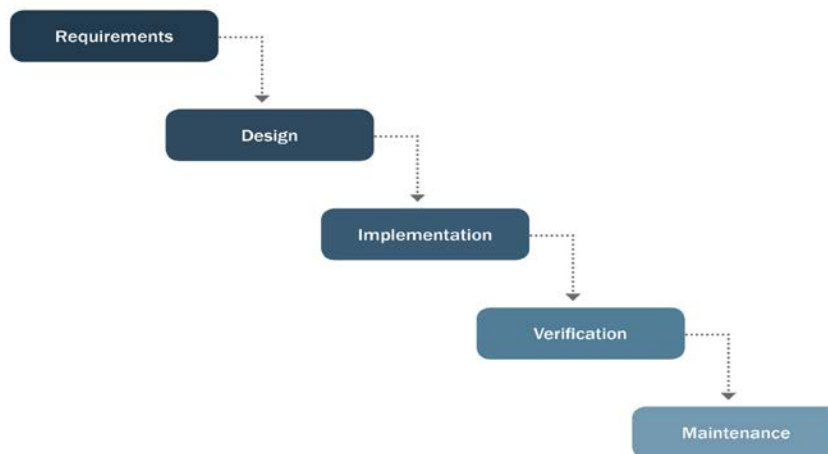 Requirements
Design
Implementation
Verification
Maintenance